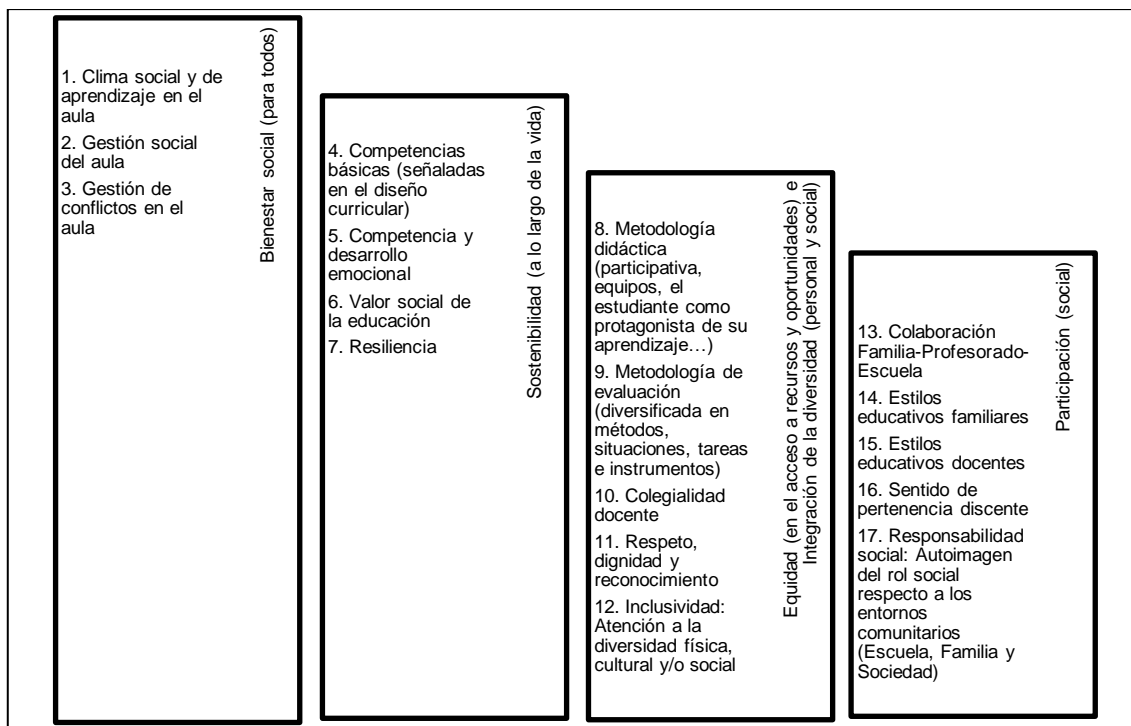 1. Clima social y de
aprendizaje en el
aula
2. Gestión social
del aula
3. Gestión de
conflictos en el
aula
Bienestar social (para todos)
4. Competencias
básicas (señaladas
en el diseño
curricular)
5. Competencia y
desarrollo
emocional
6. Valor social de
la educación
7. Resiliencia
Sostenibilidad (a lo largo de la vida)
8. Metodología
didáctica
(participativa,
equipos, el
estudiante como
protagonista de su
aprendizaje…)
9. Metodología de
evaluación
(diversificada en
métodos,
situaciones, tareas
e instrumentos)
10. Colegialidad
docente
11. Respeto,
dignidad y
reconocimiento
12. Inclusividad:
Atención a la
diversidad física,
cultural y/o social
Equidad (en el acceso a recursos y oportunidades) e
Integración de la diversidad (personal y social)
13. Colaboración
Familia-Profesorado-
Escuela
14. Estilos
educativos familiares
15. Estilos
educativos docentes
16. Sentido de
pertenencia discente
17. Responsabilidad
social: Autoimagen
del rol social
respecto a los
entornos
comunitarios
(Escuela, Familia y
Sociedad)
Participación (social)